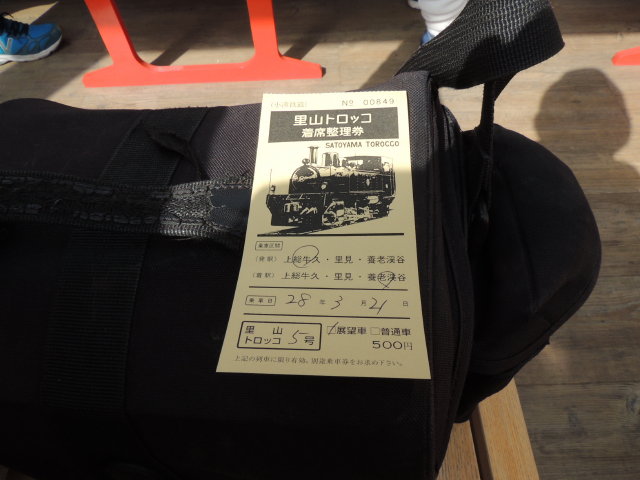 (小湊鉄道) No 00849
里山トロッコ
着席整理券
SATOYAMA TOROCCO
乗車区間
(発駅) 上総牛久・里見・養老渓谷
(着駅) 上総牛久・里見・養老渓谷
乗車日 28年3月21日
里山トロッコ 5号
展望車 □普通車
500円
上記の列車に限り有効。別途乗車券をお求め下さい。